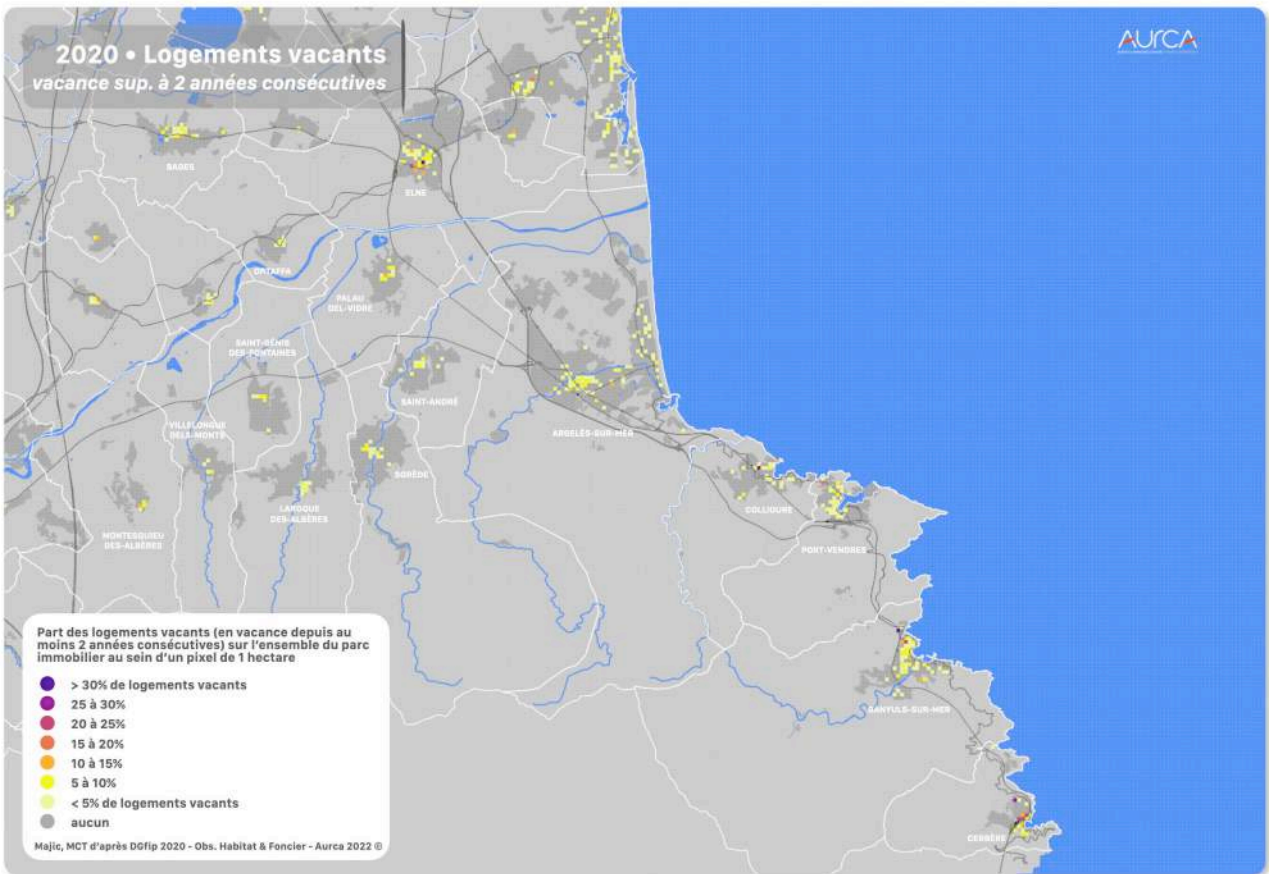 2020 • Logements vacants
vacance sup. à 2 années consécutives
AURCA
BAGES
ELNE
ORTAFFA
PALAU
DEL-VIDRE
SAINT-GÉNIS
DES-FONTAINES
SAINT-ANDRÉ
VILLELONGUE
DELS-MONTS
ARGELÈS-SUR-MER
SORÈDE
LAROQUE
DES-ALBÈRES
MONTESQUIEU
DES-ALBÈRES
COLLIOURE
PORT-VENDRES
BANYULS-SUR-MER
CERBÈRE
Part des logements vacants (en vacance depuis au
moins 2 années consécutives) sur l'ensemble du parc
immobilier au sein d'un pixel de 1 hectare
> 30% de logements vacants
25 à 30%
20 à 25%
15 à 20%
10 à 15%
5 à 10%
< 5% de logements vacants
aucun
Majic, MCT d'après DGfip 2020 - Obs. Habitat & Foncier - Aurca 2022 ©